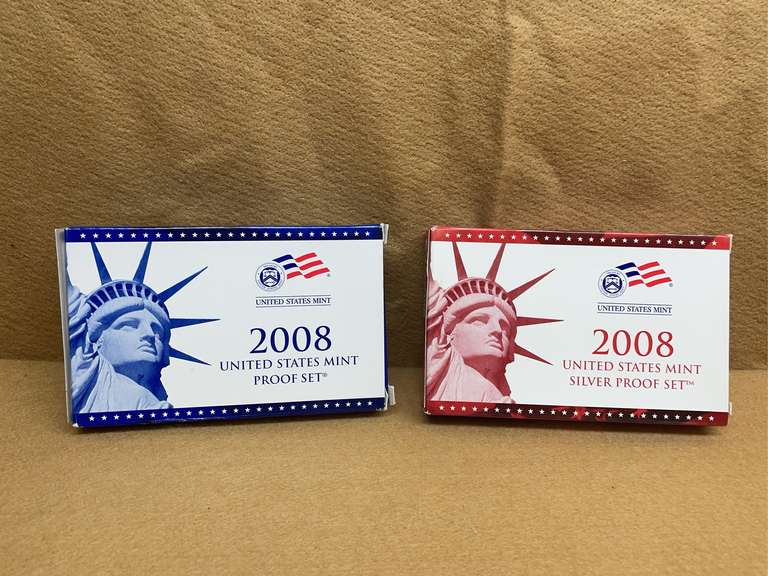 UNITED STATES MINT
2008
UNITED STATES MINT
PROOF SET®
UNITED STATES MINT
2008
UNITED STATES MINT
SILVER PROOF SET™